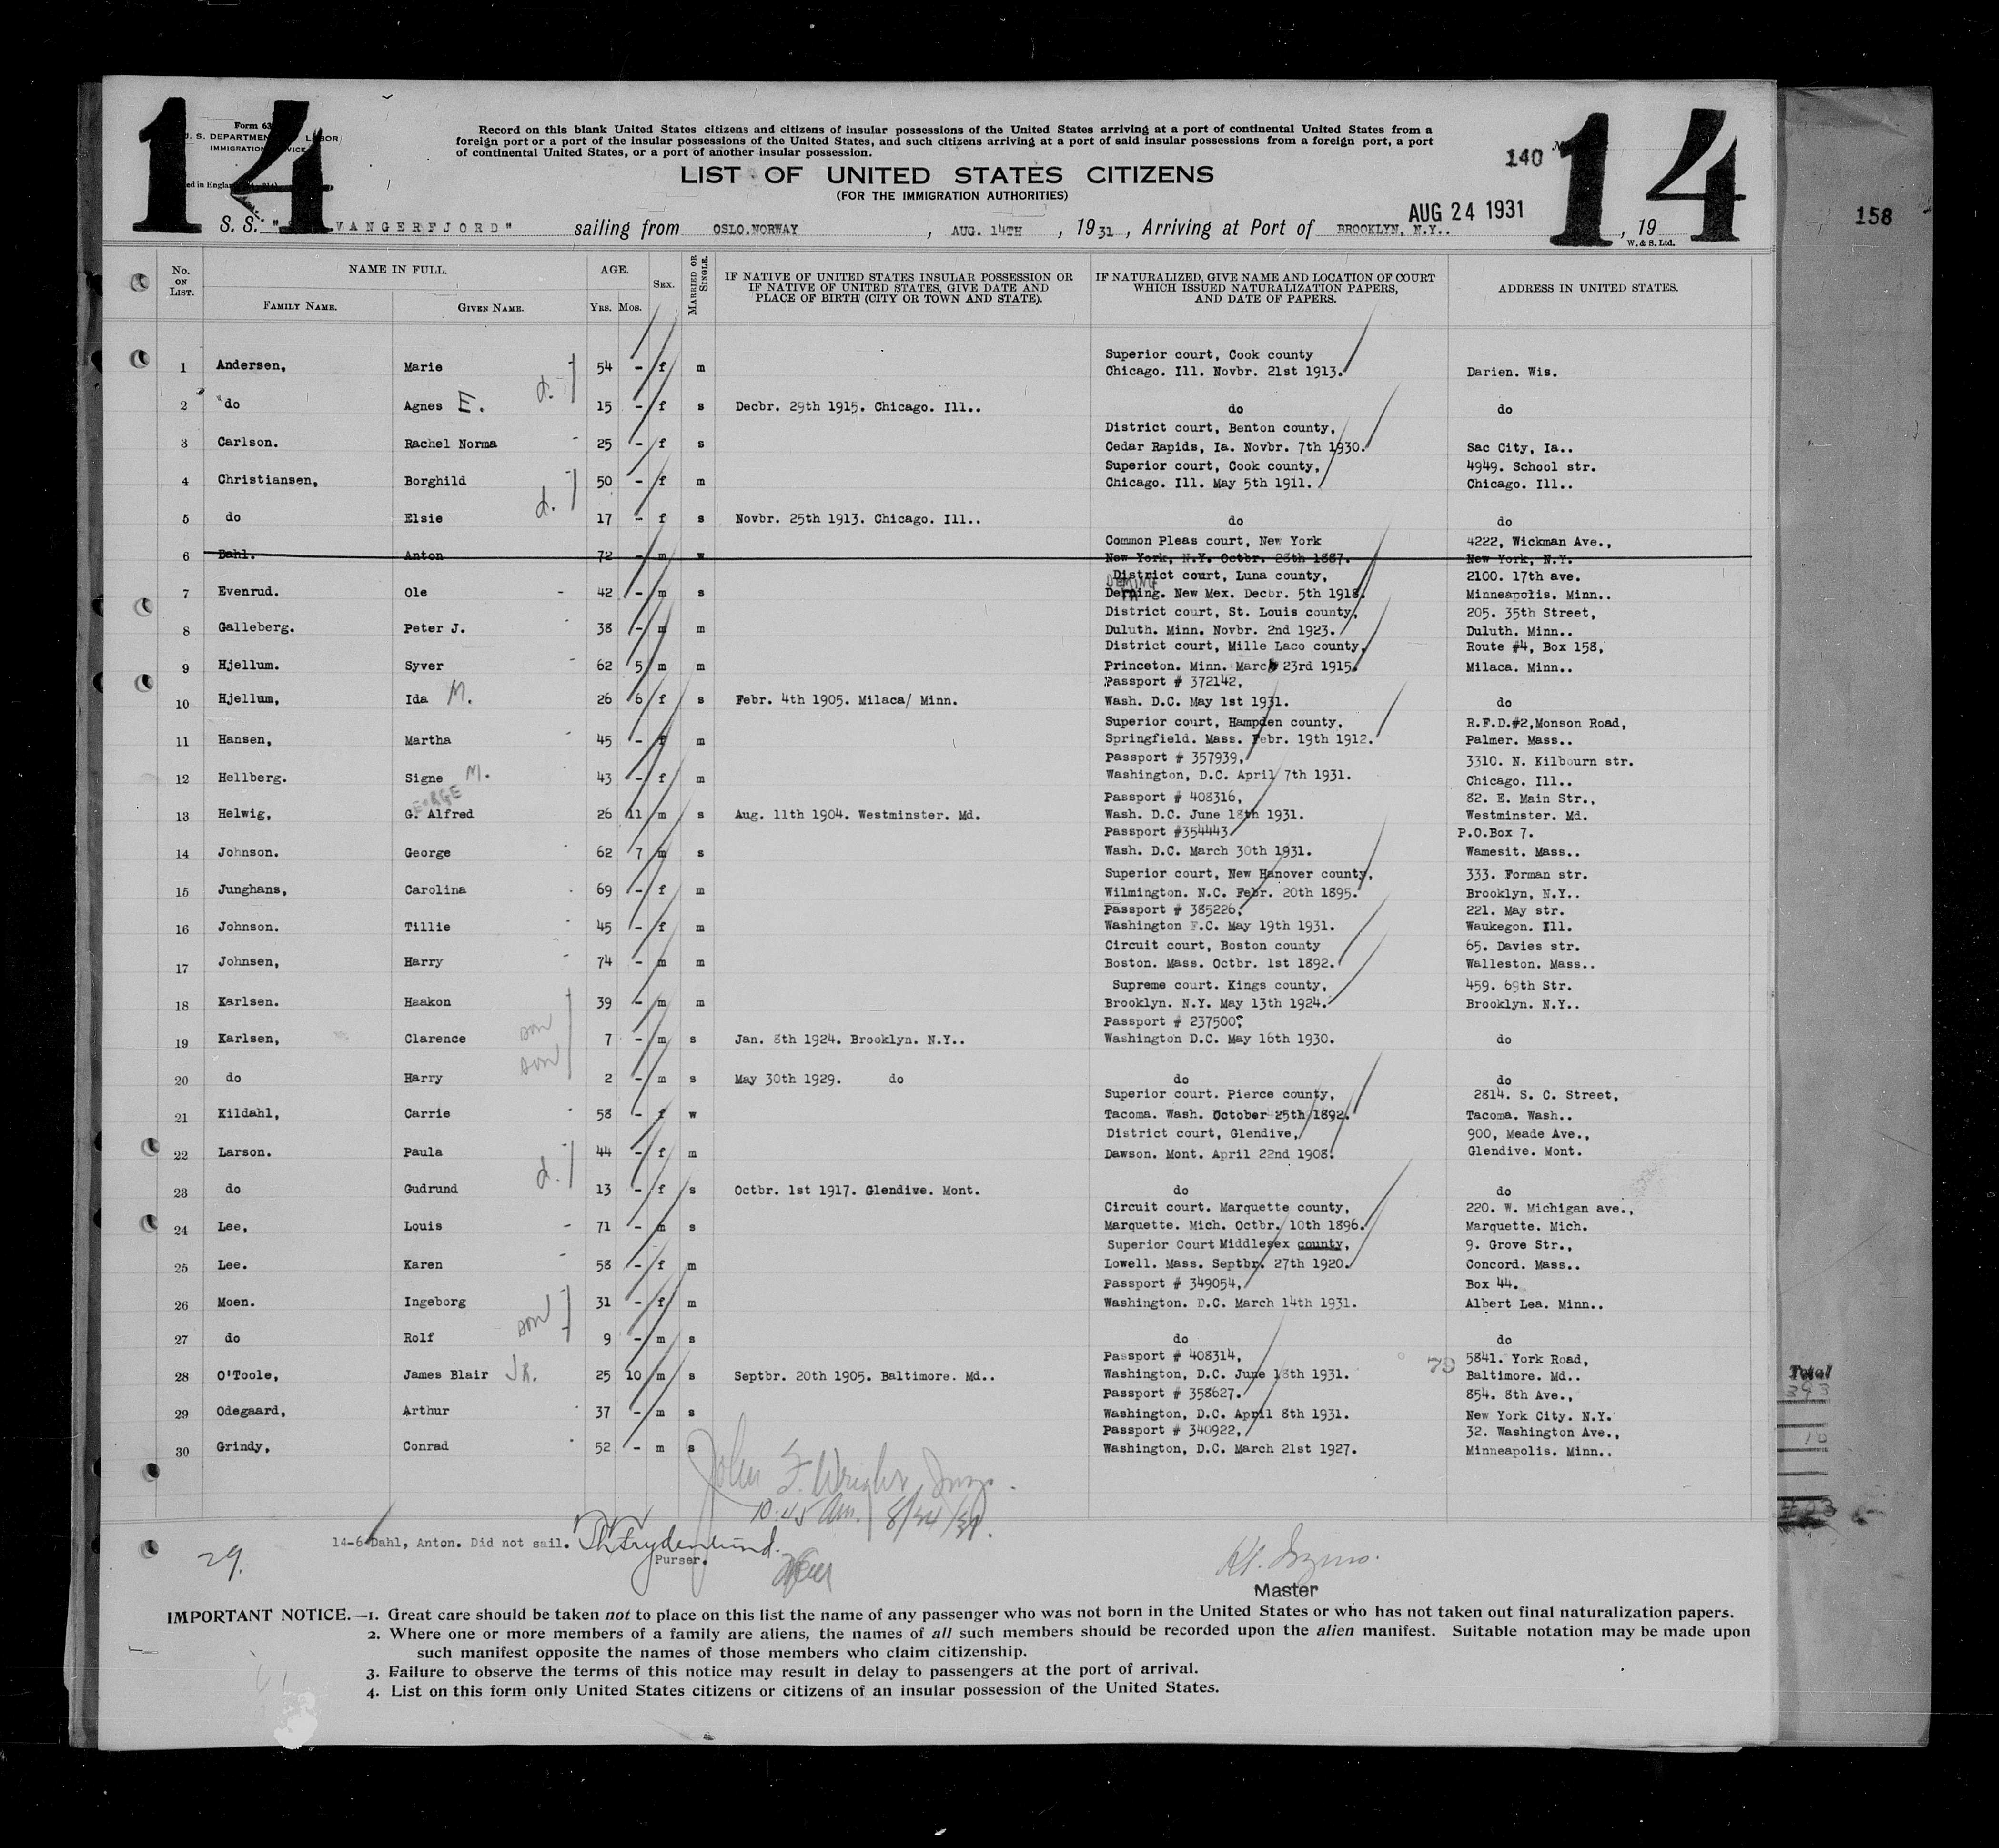 14
14
Form 63
U. S. DEPARTMENT LABOR
IMMIGRATION SERVICE
Record on this blank United States citizens and citizens of insular possessions of the United States arriving at a port of continental United States from a
foreign port or a port of the insular possessions of the United States, and such citizens arriving at a port of said insular possessions from a foreign port, a port
of continental United States, or a port of another insular possession.
140
LIST OF UNITED STATES CITIZENS
(FOR THE IMMIGRATION AUTHORITIES)
AUG 24 1931
158
S. S. " VANGERFJORD" sailing from OSLO.NORWAY , AUG. 14TH , 1931 , Arriving at Port of BROOKLYN, N.Y.. , 19
W. & S. Ltd.
No. ON LIST. NAME IN FULL. AGE. SEX. MARRIED OR SINGLE. IF NATIVE OF UNITED STATES INSULAR POSSESSION OR IF NATIVE OF UNITED STATES, GIVE DATE AND PLACE OF BIRTH (CITY OR TOWN AND STATE). IF NATURALIZED, GIVE NAME AND LOCATION OF COURT WHICH ISSUED NATURALIZATION PAPERS, AND DATE OF PAPERS. ADDRESS IN UNITED STATES.
FAMILY NAME. GIVEN NAME. YRS. MOS.
Superior court, Cook county
1 Andersen, Marie 54 - f m Chicago. Ill. Novbr. 21st 1913. Darien. Wis.
d.
2 do Agnes E. 15 - f s Decbr. 29th 1915. Chicago. Ill.. do do
District court, Benton county,
3 Carlson. Rachel Norma - 25 - f s Cedar Rapids, Ia. Novbr. 7th 1930. Sac City, Ia..
Superior court, Cook county, 4949. School str.
4 Christiansen, Borghild 50 - f m Chicago. Ill. May 5th 1911. Chicago. Ill..
d.
5 do Elsie 17 - f s Novbr. 25th 1913. Chicago. Ill.. do do
Common Pleas court, New York 4222, Wickman Ave.,
6 Dahl. Anton 72 - m w New York, N.Y. Octbr. 28th 1887. New York, N.Y.
District court, Luna county, 2100. 17th ave.
DEMING
7 Evenrud. Ole - 42 - m s Deming. New Mex. Decbr. 5th 1918. Minneapolis. Minn..
District court, St. Louis county, 205. 35th Street,
8 Galleberg. Peter J. 38 - m m Duluth. Minn. Novbr. 2nd 1923. Duluth. Minn..
District court, Mille Laco county, Route #4, Box 158,
9 Hjellum. Syver - 62 5 m m Princeton. Minn. March 23rd 1915. Milaca. Minn..
Passport # 372142,
10 Hjellum, Ida M. 26 6 f s Febr. 4th 1905. Milaca/ Minn. Wash. D.C. May 1st 1931. do
Superior court, Hampden county, R.F.D.#2,Monson Road,
11 Hansen, Martha 45 - f m Springfield. Mass. Febr. 19th 1912. Palmer. Mass..
Passport # 357939, 3310. N. Kilbourn str.
12 Hellberg. Signe M. 43 - f m Washington, D.C. April 7th 1931. Chicago. Ill..
EORGE Passport # 408316, 82. E. Main Str.,
13 Helwig, G. Alfred 26 11 m s Aug. 11th 1904. Westminster. Md. Wash. D.C. June 18th 1931. Westminster. Md.
Passport #354443 P.O.Box 7.
14 Johnson. George 62 7 m s Wash. D.C. March 30th 1931. Wamesit. Mass..
Superior court, New Hanover county, 333. Forman str.
15 Junghans, Carolina 69 - f m Wilmington. N.C. Febr. 20th 1895. Brooklyn, N.Y..
Passport # 385226, 221. May str.
16 Johnson. Tillie - 45 - f m Washington F.C. May 19th 1931. Waukegon. Ill.
Circuit court, Boston county 65. Davies str.
17 Johnsen, Harry - 74 - m m Boston. Mass. Octbr. 1st 1892. Walleston. Mass..
Supreme court. Kings county, 459. 69th Str.
18 Karlsen. Haakon 39 - m m Brooklyn. N.Y. May 13th 1924. Brooklyn. N.Y..
son Passport # 237500,
19 Karlsen, Clarence 7 - m s Jan. 8th 1924. Brooklyn. N.Y.. Washington D.C. May 16th 1930. do
son
20 do Harry 2 - m s May 30th 1929. do do do
Superior court. Pierce county, 2814. S. C. Street,
21 Kildahl, Carrie - 58 - f w Tacoma. Wash. October 25th 1892. Tacoma. Wash..
District court, Glendive, 900, Meade Ave.,
22 Larson. Paula 44 - f m Dawson. Mont. April 22nd 1908. Glendive. Mont.
d.
23 do Gudrund 13 - f s Octbr. 1st 1917. Glendive. Mont. do do
Circuit court. Marquette county, 220. W. Michigan ave.,
24 Lee, Louis - 71 - m s Marquette. Mich. Octbr. 10th 1896. Marquette. Mich.
Superior Court Middlesex county, 9. Grove Str.,
25 Lee. Karen - 58 - f m Lowell. Mass. Septbr. 27th 1920. Concord. Mass..
Passport # 349054, Box 44.
26 Moen. Ingeborg 31 - f m Washington. D.C. March 14th 1931. Albert Lea. Minn..
son
27 do Rolf 9 - m s do do
Passport # 408314, 79 5841. York Road,
28 O'Toole, James Blair JR. 25 10 m s Septbr. 20th 1905. Baltimore. Md.. Washington, D.C. June 18th 1931. Baltimore. Md..
Passport # 358627. 854. 8th Ave.,
29 Odegaard, Arthur 37 - m s Washington, D.C. April 8th 1931. New York City. N.Y.
Passport # 340922, 32. Washington Ave.,
30 Grindy, Conrad 52 - m s Washington, D.C. March 21st 1927. Minneapolis. Minn..
Total
393
10
John F. Wright, Insp.
10:45 Am. 8/24/31.
14-6 Dahl, Anton. Did not sail.
Purser.
29.
Master
IMPORTANT NOTICE.—1. Great care should be taken not to place on this list the name of any passenger who was not born in the United States or who has not taken out final naturalization papers.
2. Where one or more members of a family are aliens, the names of all such members should be recorded upon the alien manifest. Suitable notation may be made upon
such manifest opposite the names of those members who claim citizenship.
3. Failure to observe the terms of this notice may result in delay to passengers at the port of arrival.
4. List on this form only United States citizens or citizens of an insular possession of the United States.